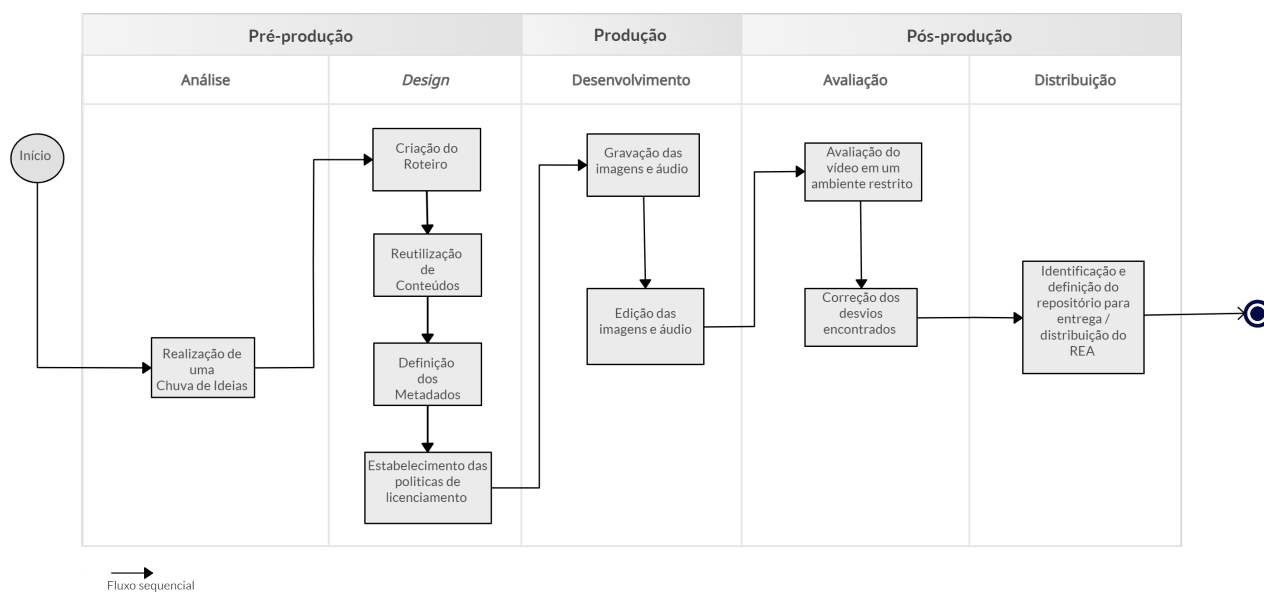 Pré-produção
Produção
Pós-produção
Análise
Design
Desenvolvimento
Avaliação
Distribuição
Início
Realização de
uma
Chuva de Ideias
Criação do
Roteiro
Reutilização
de
Conteúdos
Definição
dos
Metadados
Estabelecimento das
politicas de
licenciamento
Gravação das
imagens e áudio
Edição das
imagens e áudio
Avaliação do
vídeo em um
ambiente restrito
Correção dos
desvios
encontrados
Identificação e
definição do
repositório para
entrega /
distribuição do
REA
Fluxo sequencial